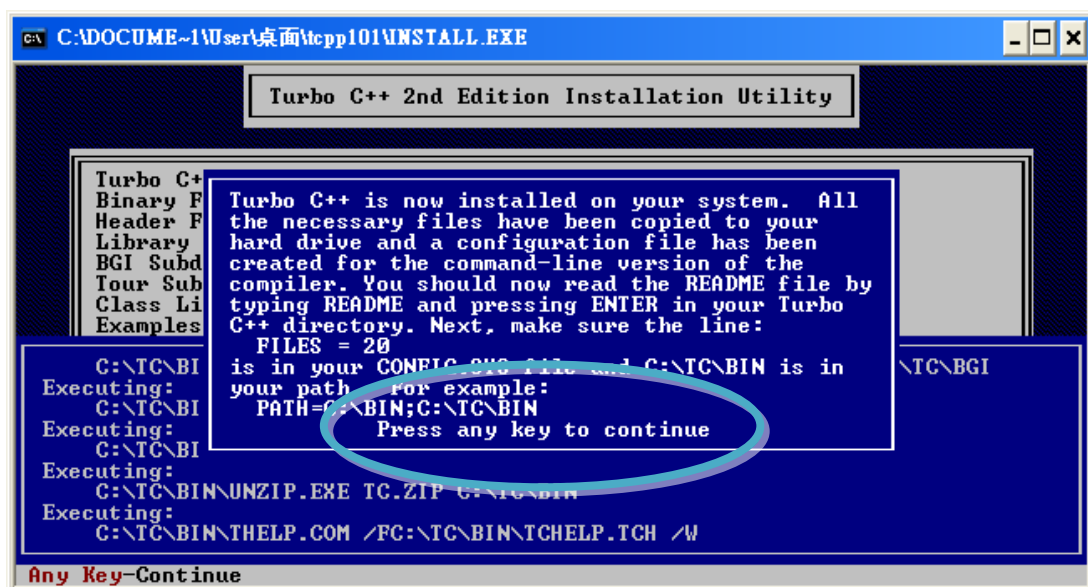 C:\DOCUME~1\User\桌面\tcpp101\INSTALL.EXE
Turbo C++ 2nd Edition Installation Utility
Turbo C+
Binary F
Header F
Library
BGI Subd
Tour Sub
Class Li
Examples
Turbo C++ is now installed on your system. All
the necessary files have been copied to your
hard drive and a configuration file has been
created for the command-line version of the
compiler. You should now read the README file by
typing README and pressing ENTER in your Turbo
C++ directory. Next, make sure the line:
FILES = 20
is in your CONFIG.SYS file and C:\TC\BIN is in
your path. For example:
PATH=C:\BIN;C:\TC\BIN
Press any key to continue
C:\TC\BI \TC\BGI
Executing:
C:\TC\BI
Executing:
C:\TC\BI
Executing:
C:\TC\BIN\UNZIP.EXE TC.ZIP C:\TC\BIN
Executing:
C:\TC\BIN\THELP.COM /FC:\TC\BIN\TCHELP.TCH /W
Any Key-Continue